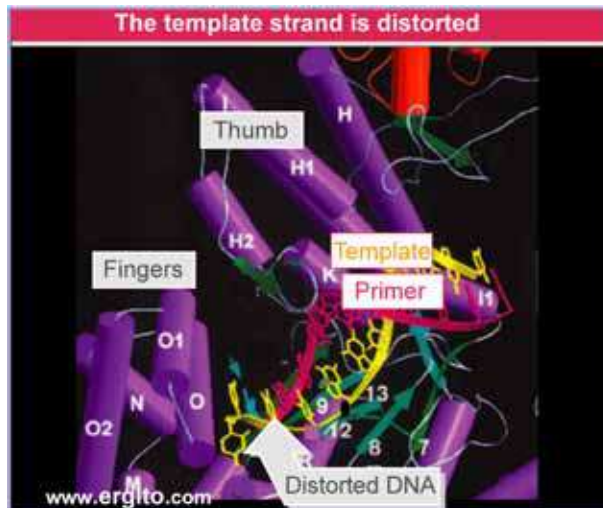 The template strand is distorted
H
Thumb
H1
H2
Template
Fingers
K
Primer
I1
O1
O2
N
O
9
13
12
8
7
M
Distorted DNA
www.ergito.com